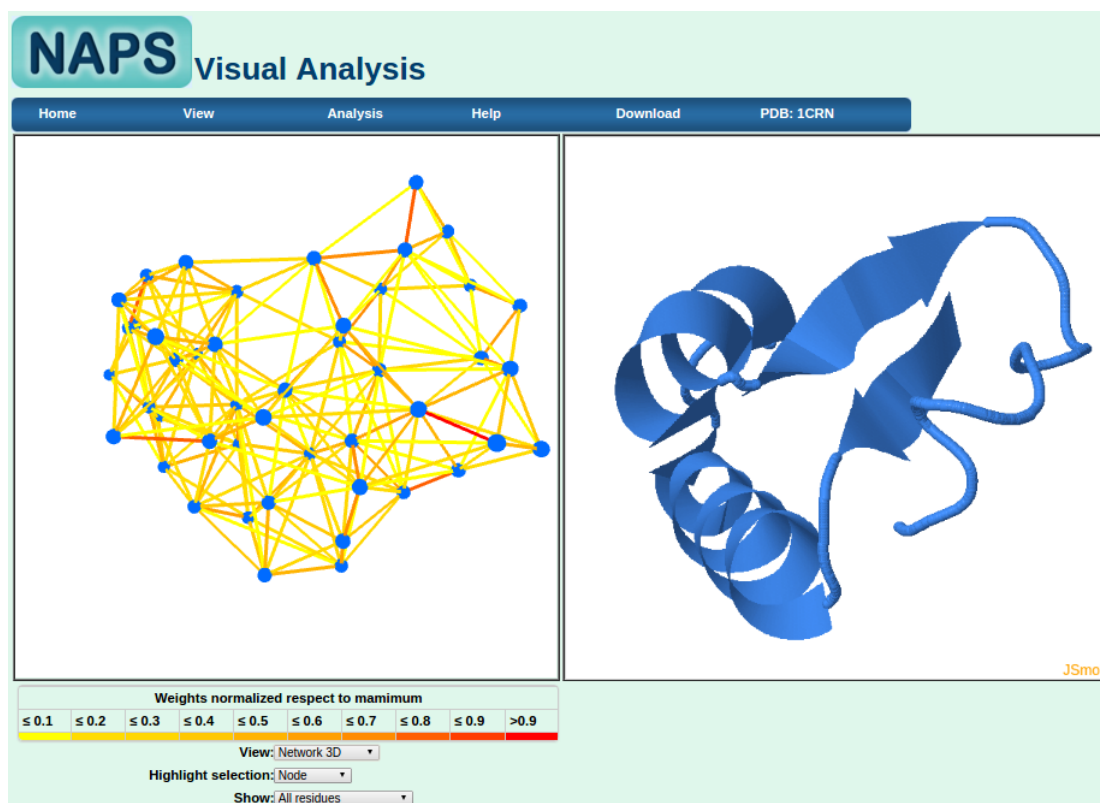 NAPS Visual Analysis
Home View Analysis Help Download PDB: 1CRN
JSmo
Weights normalized respect to mamimum
≤ 0.1 ≤ 0.2 ≤ 0.3 ≤ 0.4 ≤ 0.5 ≤ 0.6 ≤ 0.7 ≤ 0.8 ≤ 0.9 >0.9
View: Network 3D
Highlight selection: Node
Show: All residues